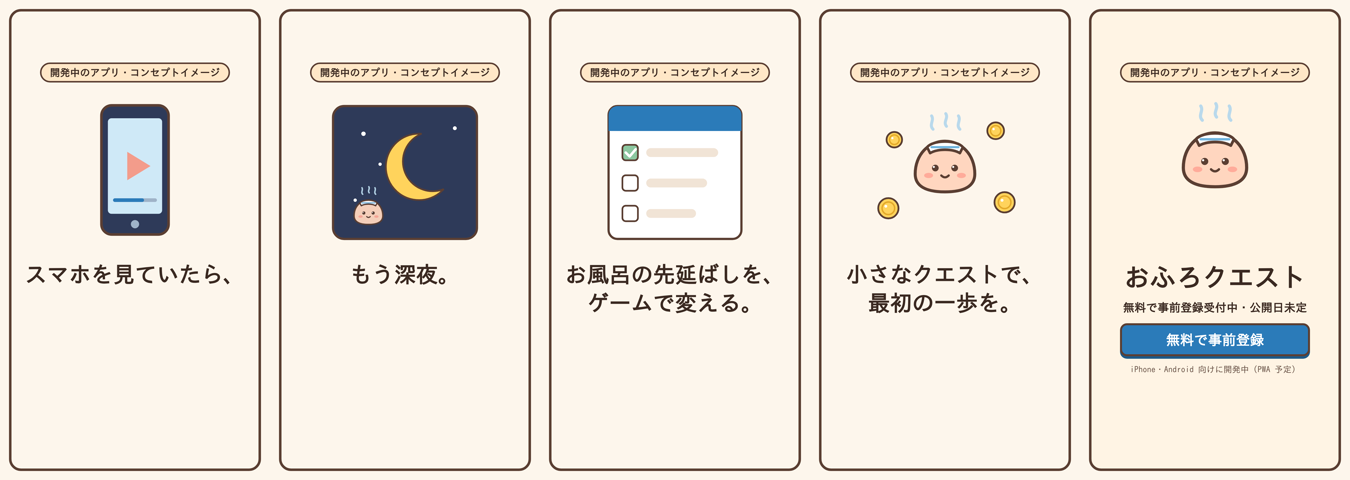 開発中のアプリ・コンセプトイメージ
スマホを見ていたら、
開発中のアプリ・コンセプトイメージ
もう深夜。
開発中のアプリ・コンセプトイメージ
お風呂の先延ばしを、
ゲームで変える。
開発中のアプリ・コンセプトイメージ
小さなクエストで、
最初の一歩を。
開発中のアプリ・コンセプトイメージ
おふろクエスト
無料で事前登録受付中・公開日未定
無料で事前登録
iPhone・Android 向けに開発中（PWA 予定）